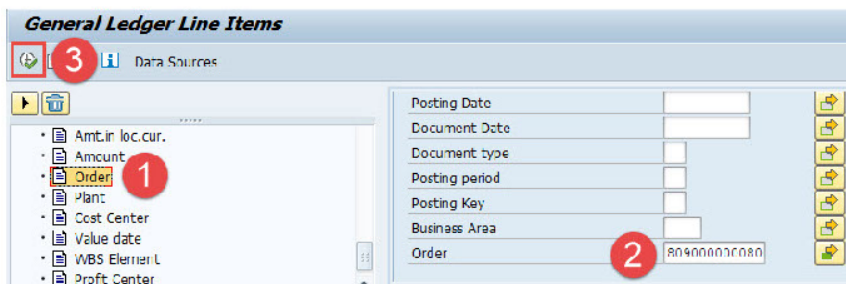 General Ledger Line Items
3
Data Sources
Amt.in loc.cur.
Amount
Order
1
Plant
Cost Center
Value date
WBS Element
Profit Center
Posting Date
Document Date
Document type
Posting period
Posting Key
Business Area
Order
2
809000000080